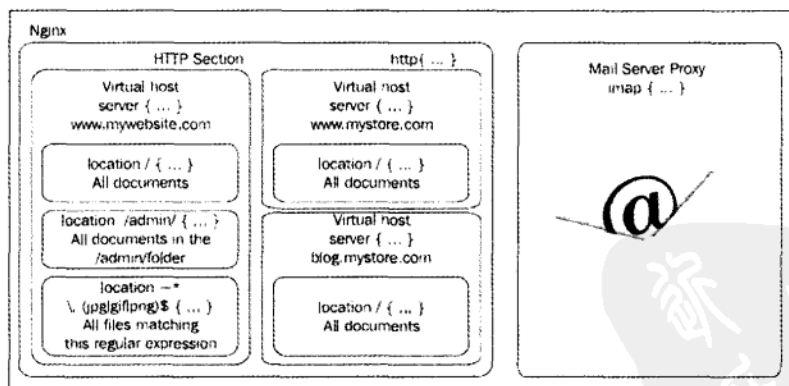 Nginx
HTTP Section
http{ ... }
Virtual host
server { ... }
www.mywebsite.com
location / { ... }
All documents
location /admin/ { ... }
All documents in the
/admin/folder
location ~*
\. (jpg|gif|png)$ { ... }
All files matching
this regular expression
Virtual host
server { ... }
www.mystore.com
location / { ... }
All documents
Virtual host
server { ... }
blog.mystore.com
location / { ... }
All documents
Mail Server Proxy
imap { ... }
@